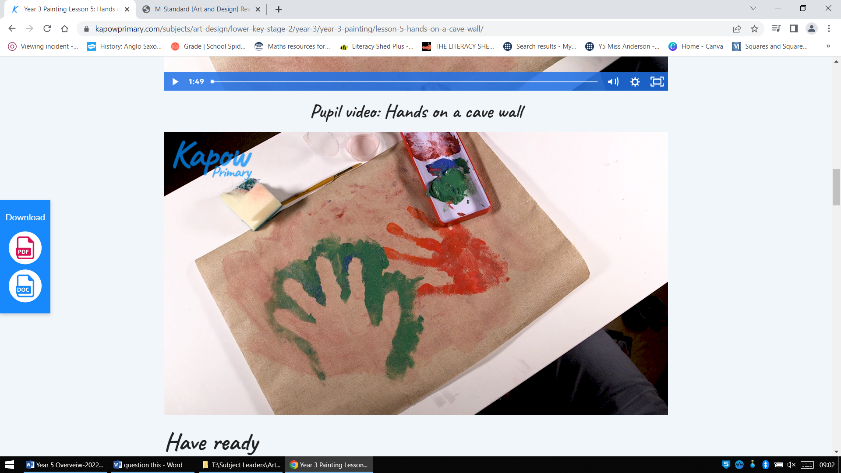 Year 3 Painting Lesson 5: Hands o
M Standard (Art and Design) Re
kapowprimary.com/subjects/art-design/lower-key-stage-2/year-3/year-3-painting/lesson-5-hands-on-a-cave-wall/
Viewing incident -...
History: Anglo Saxo...
Grade | School Spid...
Maths resources for...
Literacy Shed Plus -...
THE LITERACY SHE...
Search results - My...
Y5 Miss Anderson -...
Home - Canva
Squares and Square...
»
1:49
Pupil video: Hands on a cave wall
Kapow
Primary
Download
PDF
DOC
Have ready
Year 5 Overveiw-2022...
question this - Word
T:\Subject Leaders\Art...
Year 3 Painting Lesson...
09:02